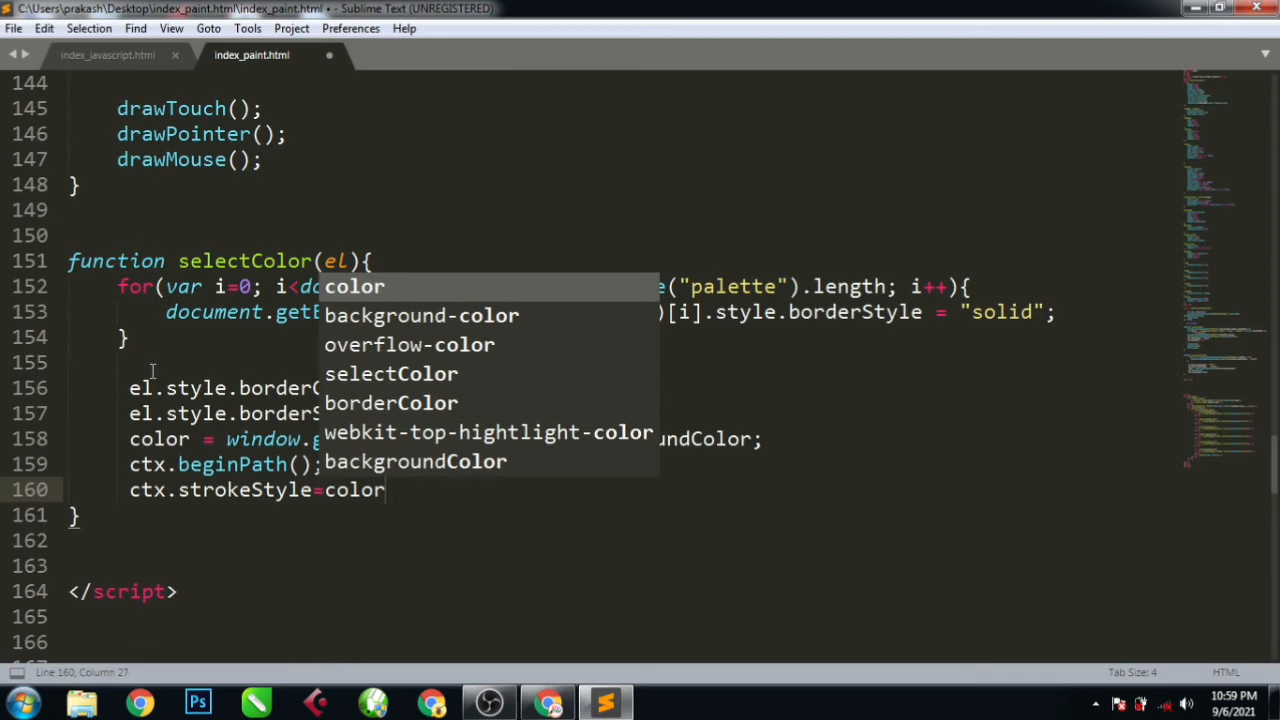 C:\Users\prakash\Desktop\index_paint.html\index_paint.html • - Sublime Text (UNREGISTERED)
File Edit Selection Find View Goto Tools Project Preferences Help
index_javascript.html × index_paint.html
144
145 drawTouch();
146 drawPointer();
147 drawMouse();
148 }
149
150
151 function selectColor(el){
152 for(var i=0; i<do e("palette").length; i++){
153 document.getE )[i].style.borderStyle = "solid";
154 }
155
156 el.style.borderC
157 el.style.borderS
158 color = window.g undColor;
159 ctx.beginPath();
160 ctx.strokeStyle=color
161 }
162
163
164 </script>
165
166
color
background-color
overflow-color
selectColor
borderColor
webkit-top-hightlight-color
backgroundColor
Line 160, Column 27 Tab Size: 4 HTML
Ps
10:59 PM
9/6/2021